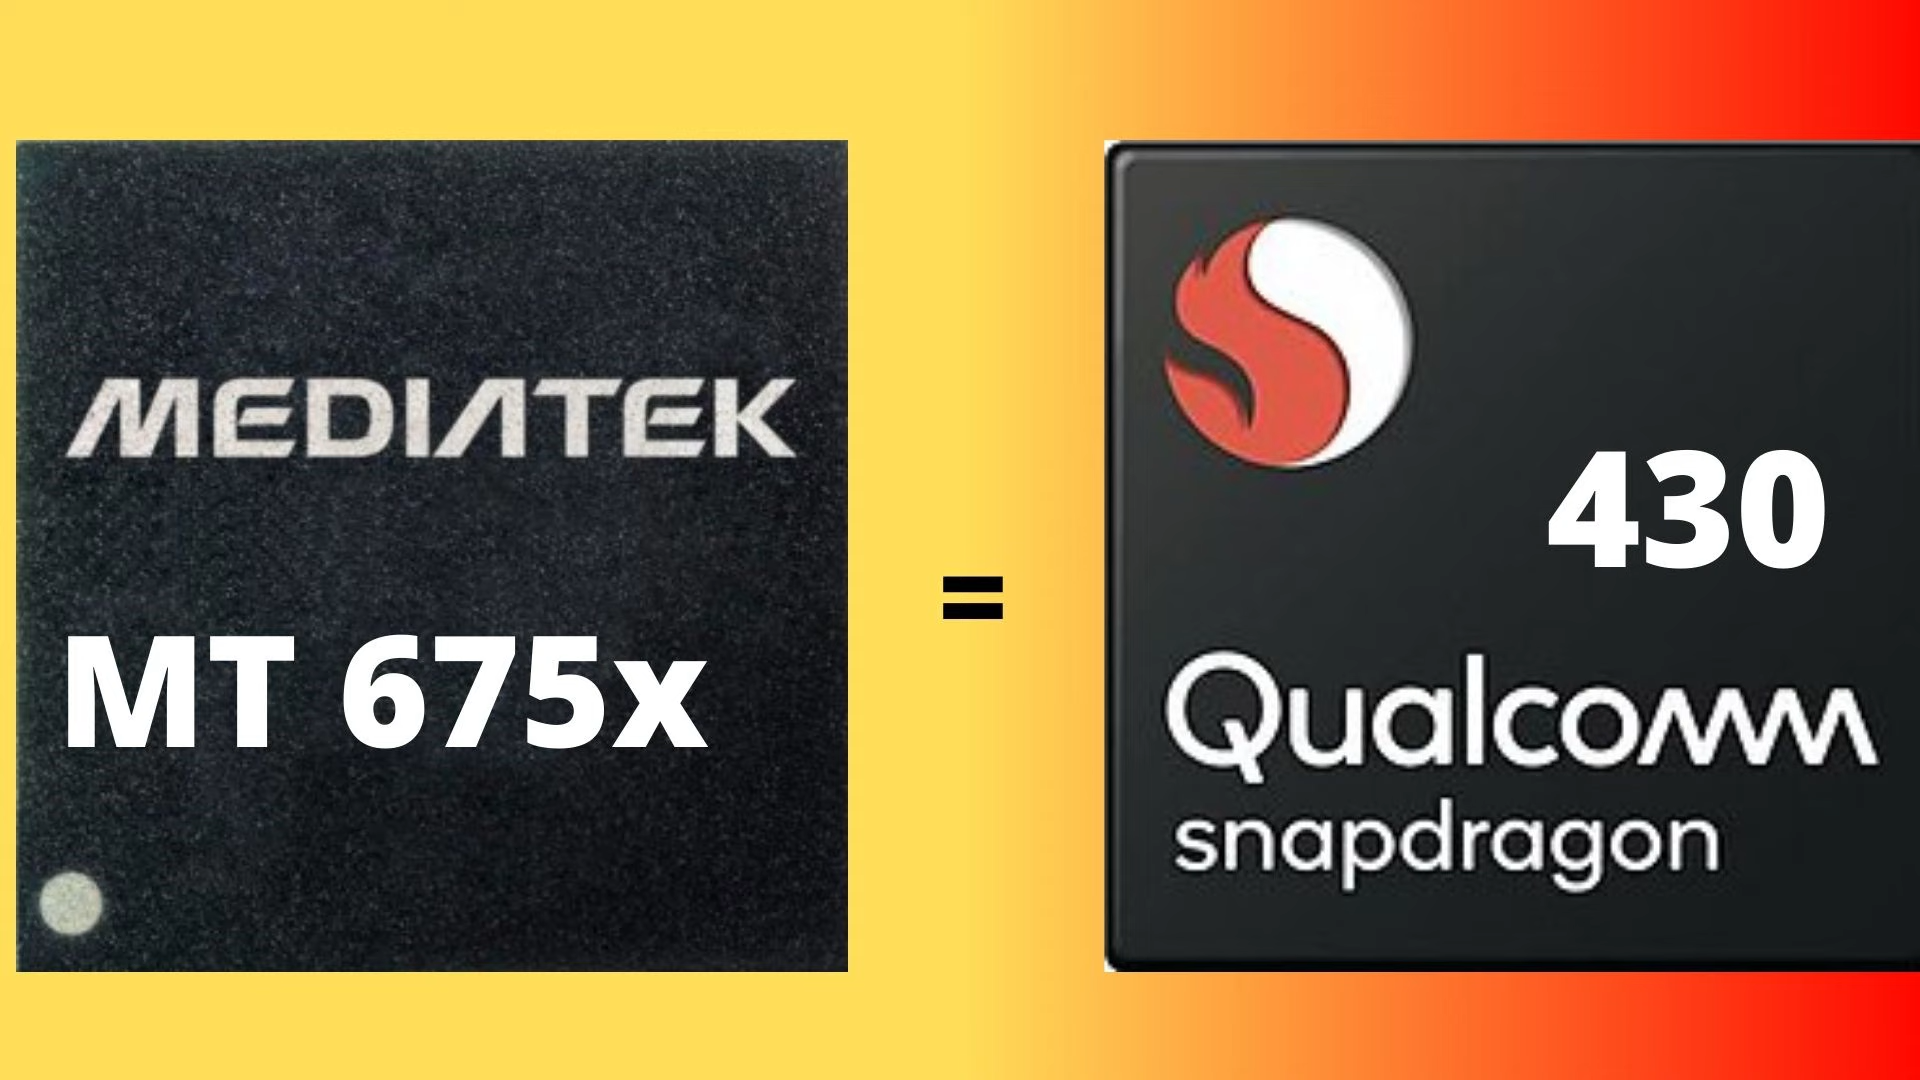 MEDIATEK
MT 675x
=
430
Qualcomm
snapdragon